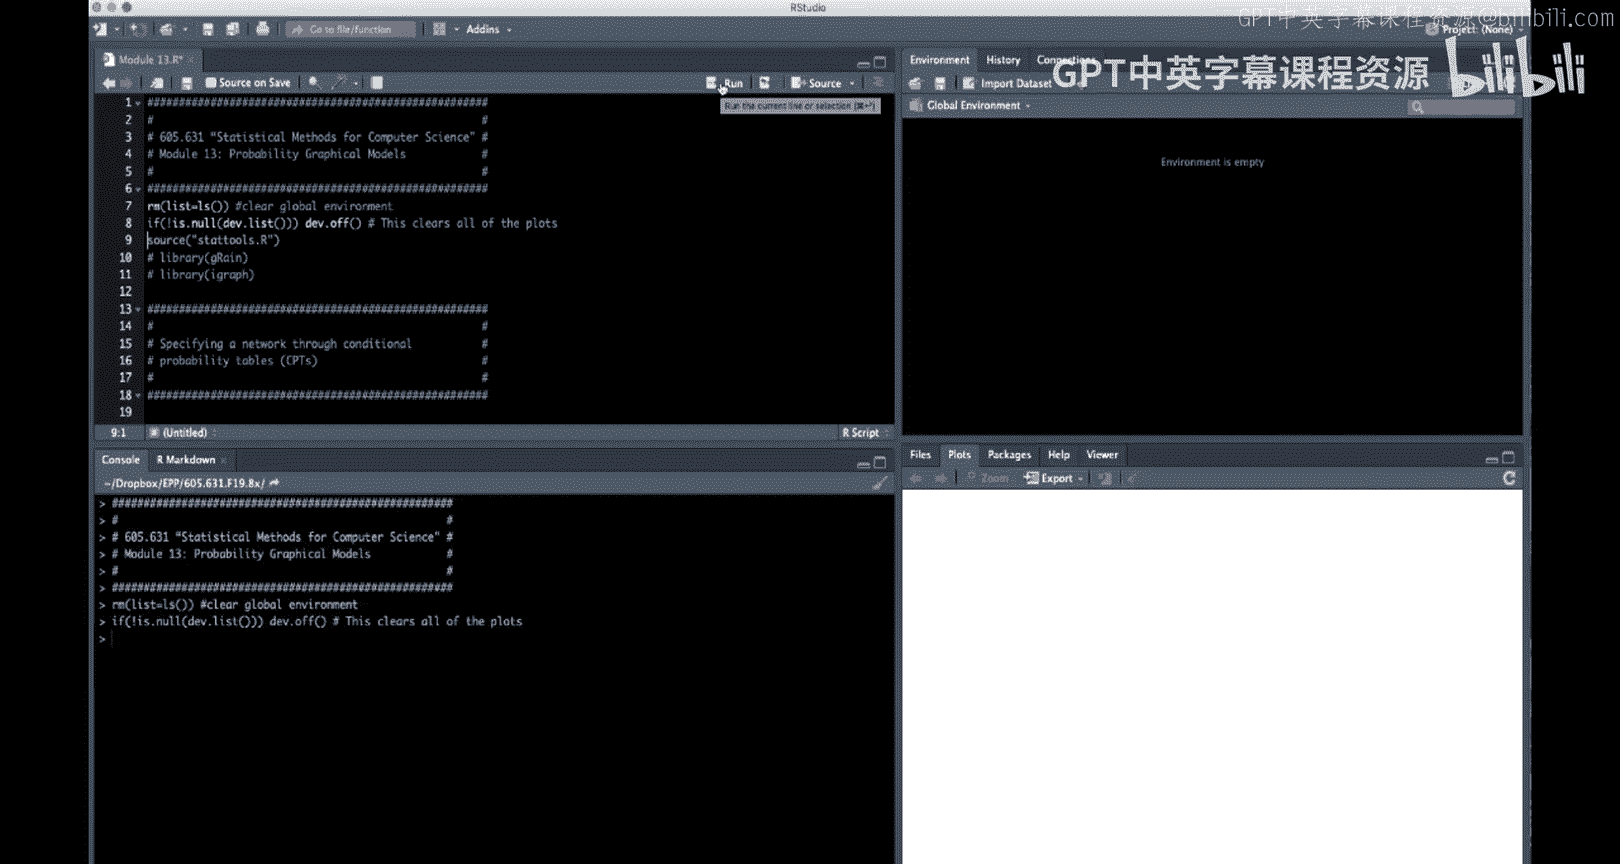 RStudio
GPT中英字幕课程资源@bilibili.com
Go to file/function
Addins
Project: (None)
Module 13.R*
Environment
History
Connections
GPT中英字幕课程资源
bilibili
Source on Save
Run
Source
Import Dataset
Run the current line or selection
Global Environment
1 ######################################################
2 # #
3 # 605.631 "Statistical Methods for Computer Science" #
4 # Module 13: Probability Graphical Models #
5 # #
6 ######################################################
7 rm(list=ls()) #clear global environment
8 if(!is.null(dev.list())) dev.off() # This clears all of the plots
9 source("stattools.R")
10 # library(gRain)
11 # library(igraph)
12
13 ######################################################
14 # #
15 # Specifying a network through conditional #
16 # probability tables (CPTs) #
17 # #
18 ######################################################
19
Environment is empty
9:1
(Untitled)
R Script
Console
R Markdown
Files
Plots
Packages
Help
Viewer
~/Dropbox/EPP/605.631.F19.8x/
Zoom
Export
> ######################################################
> # #
> # 605.631 "Statistical Methods for Computer Science" #
> # Module 13: Probability Graphical Models #
> # #
> ######################################################
> rm(list=ls()) #clear global environment
> if(!is.null(dev.list())) dev.off() # This clears all of the plots
>